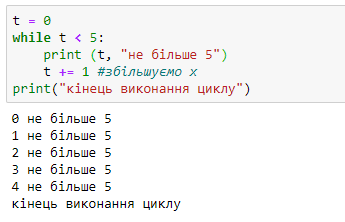 t = 0
while t < 5:
    print (t, "не більше 5")
    t += 1 #збільшуємо x
print("кінець виконання циклу")
0 не більше 5
1 не більше 5
2 не більше 5
3 не більше 5
4 не більше 5
кінець виконання циклу